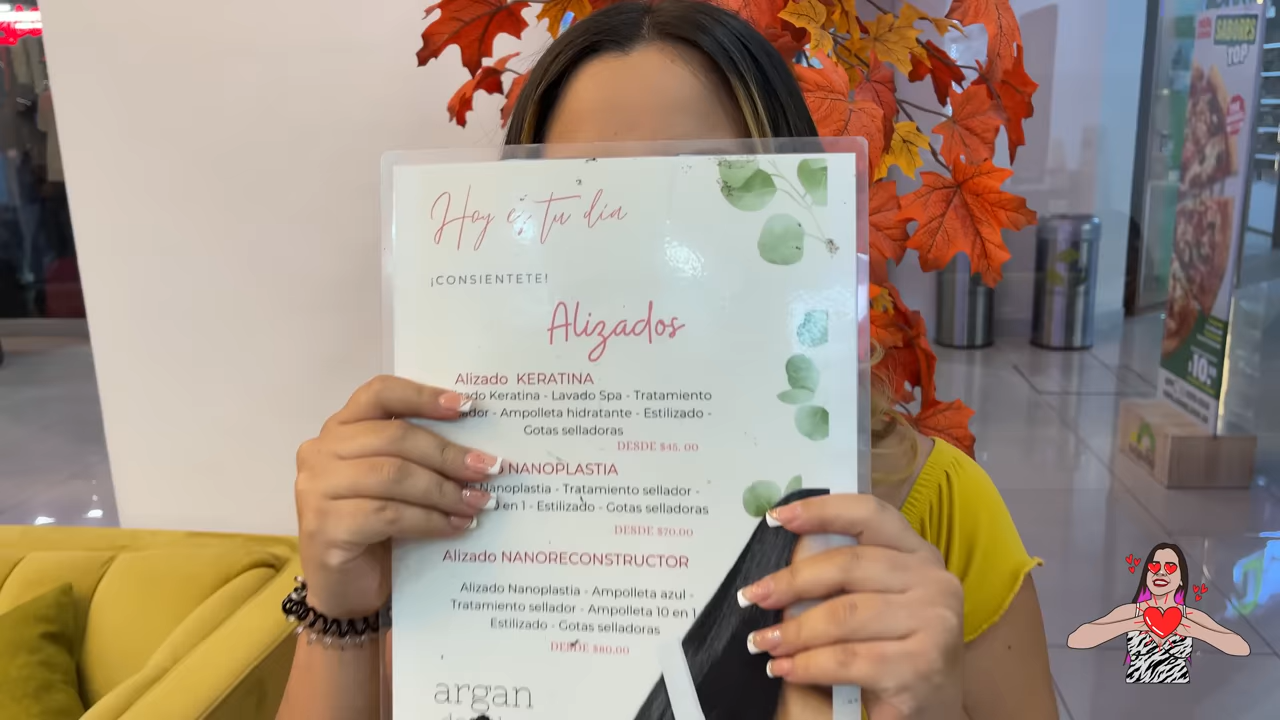 Hoy es tu día
¡CONSIENTETE!
Alizados
Alizado KERATINA
Keratina - Lavado Spa - Tratamiento
- Ampolleta hidratante - Estilizado -
Gotas selladoras
DESDE $45.00
NANOPLASTIA
Nanoplastia - Tratamiento sellador -
en 1 - Estilizado - Gotas selladoras
DESDE $70.00
Alizado NANORECONSTRUCTOR
Alizado Nanoplastia - Ampolleta azul -
Tratamiento sellador - Ampolleta 10 en 1
Estilizado - Gotas selladoras
DESDE $80.00
argan
SABORES
TOP
$10